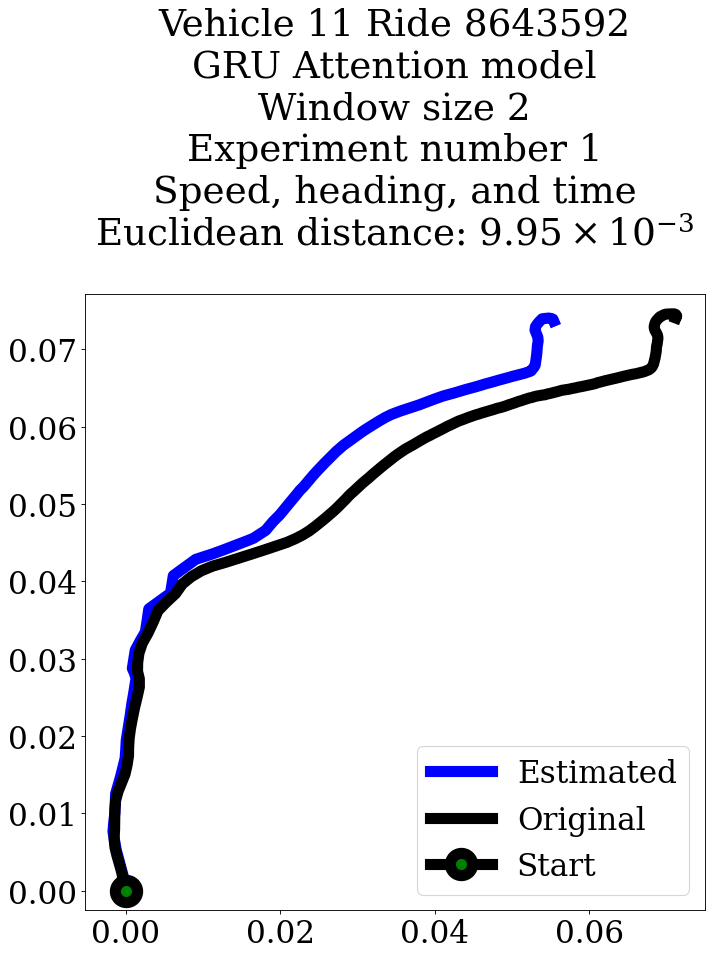 Vehicle 11 Ride 8643592
GRU Attention model
Window size 2
Experiment number 1
Speed, heading, and time
Euclidean distance: 9.95 × 10⁻³
0.07
0.06
0.05
0.04
0.03
0.02
0.01
0.00
Estimated
Original
Start
0.00 0.02 0.04 0.06